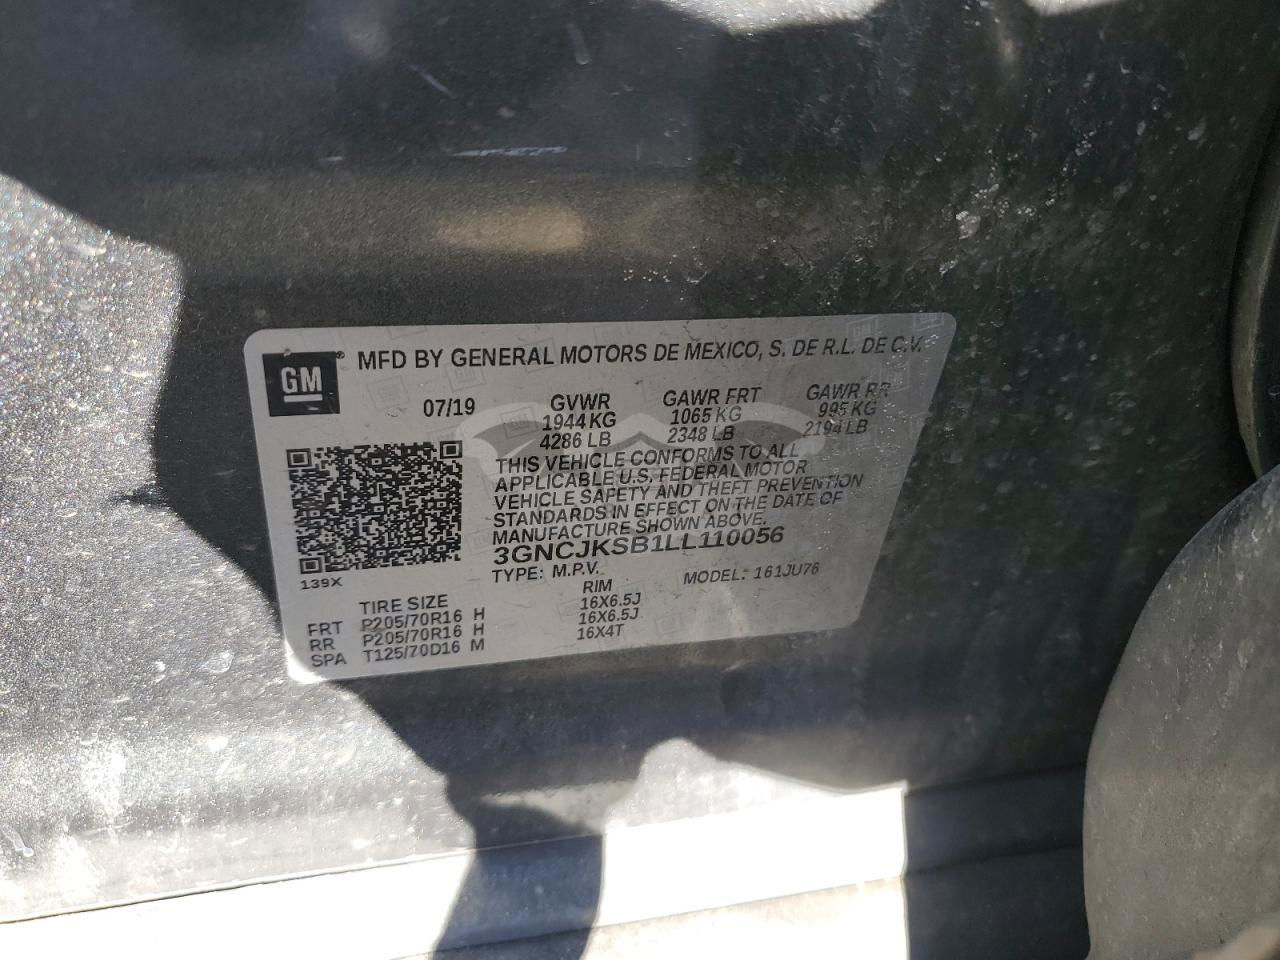 GM® MFD BY GENERAL MOTORS DE MEXICO, S. DE R.L. DE C.V.
07/19 GVWR GAWR FRT GAWR RR
1944 KG 1065 KG 995 KG
4286 LB 2348 LB 2194 LB
THIS VEHICLE CONFORMS TO ALL
APPLICABLE U.S. FEDERAL MOTOR
VEHICLE SAFETY AND THEFT PREVENTION
STANDARDS IN EFFECT ON THE DATE OF
MANUFACTURE SHOWN ABOVE.
3GNCJKSB1LL110056
139X TYPE: M.P.V. MODEL: 161JU76
TIRE SIZE RIM
FRT P205/70R16 H 16X6.5J
RR P205/70R16 H 16X6.5J
SPA T125/70D16 M 16X4T